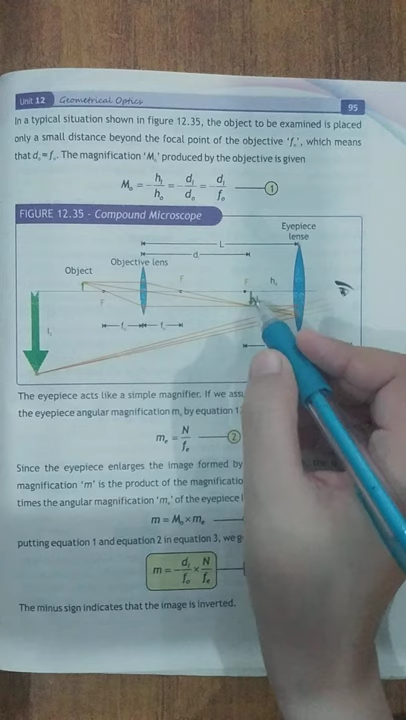 Unit 12 Geometrical Optics 95
In a typical situation shown in figure 12.35, the object to be examined is placed
only a small distance beyond the focal point of the objective 'fₒ', which means
that dₒ ≈ fₒ. The magnification 'Mₒ' produced by the objective is given
Mₒ = - hᵢ/hₒ = - dᵢ/dₒ = - dᵢ/fₒ ①
FIGURE 12.35 - Compound Microscope
Eyepiece
lense
L
dᵢ
Objective lens
Object
F
F
F
hₒ
fₒ
fₒ
The eyepiece acts like a simple magnifier. If we
the eyepiece angular magnification mₑ by equation
mₑ = N/fₑ ②
Since the eyepiece enlarges the image formed by
magnification 'm' is the product of the
times the angular magnification 'mₑ' of the eyepiece
m = Mₒ × mₑ
putting equation 1 and equation 2 in equation 3, we
m = - dᵢ/fₒ × N/fₑ
The minus sign indicates that the image is inverted.